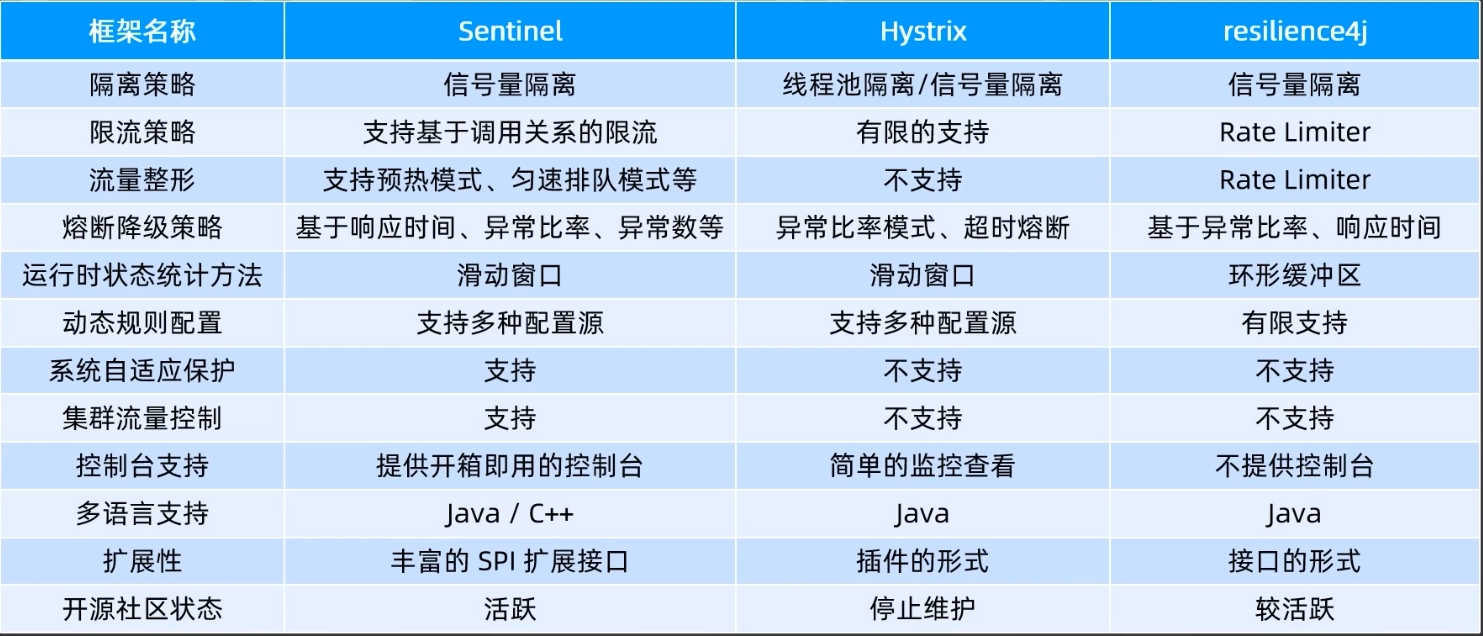 框架名称 Sentinel Hystrix resilience4j
隔离策略 信号量隔离 线程池隔离/信号量隔离 信号量隔离
限流策略 支持基于调用关系的限流 有限的支持 Rate Limiter
流量整形 支持预热模式、匀速排队模式等 不支持 Rate Limiter
熔断降级策略 基于响应时间、异常比率、异常数等 异常比率模式、超时熔断 基于异常比率、响应时间
运行时状态统计方法 滑动窗口 滑动窗口 环形缓冲区
动态规则配置 支持多种配置源 支持多种配置源 有限支持
系统自适应保护 支持 不支持 不支持
集群流量控制 支持 不支持 不支持
控制台支持 提供开箱即用的控制台 简单的监控查看 不提供控制台
多语言支持 Java / C++ Java Java
扩展性 丰富的 SPI 扩展接口 插件的形式 接口的形式
开源社区状态 活跃 停止维护 较活跃